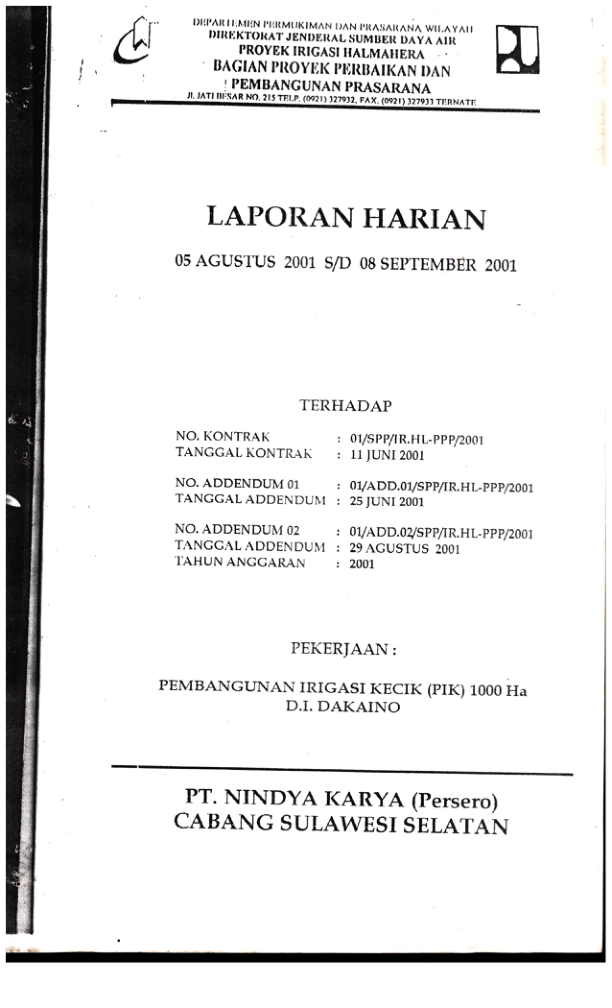 DEPARTEMEN PERMUKIMAN DAN PRASARANA WILAYAH
DIREKTORAT JENDERAL SUMBER DAYA AIR
PROYEK IRIGASI HALMAHERA
BAGIAN PROYEK PERBAIKAN DAN
PEMBANGUNAN PRASARANA
Jl. JATI BESAR NO. 215 TELP. (0921) 327932, FAX. (0921) 327933 TERNATE
LAPORAN HARIAN
05 AGUSTUS 2001 S/D 08 SEPTEMBER 2001
TERHADAP
NO. KONTRAK : 01/SPP/IR.HL-PPP/2001
TANGGAL KONTRAK : 11 JUNI 2001
NO. ADDENDUM 01 : 01/ADD.01/SPP/IR.HL-PPP/2001
TANGGAL ADDENDUM : 25 JUNI 2001
NO. ADDENDUM 02 : 01/ADD.02/SPP/IR.HL-PPP/2001
TANGGAL ADDENDUM : 29 AGUSTUS 2001
TAHUN ANGGARAN : 2001
PEKERJAAN :
PEMBANGUNAN IRIGASI KECIK (PIK) 1000 Ha
D.I. DAKAINO
PT. NINDYA KARYA (Persero)
CABANG SULAWESI SELATAN